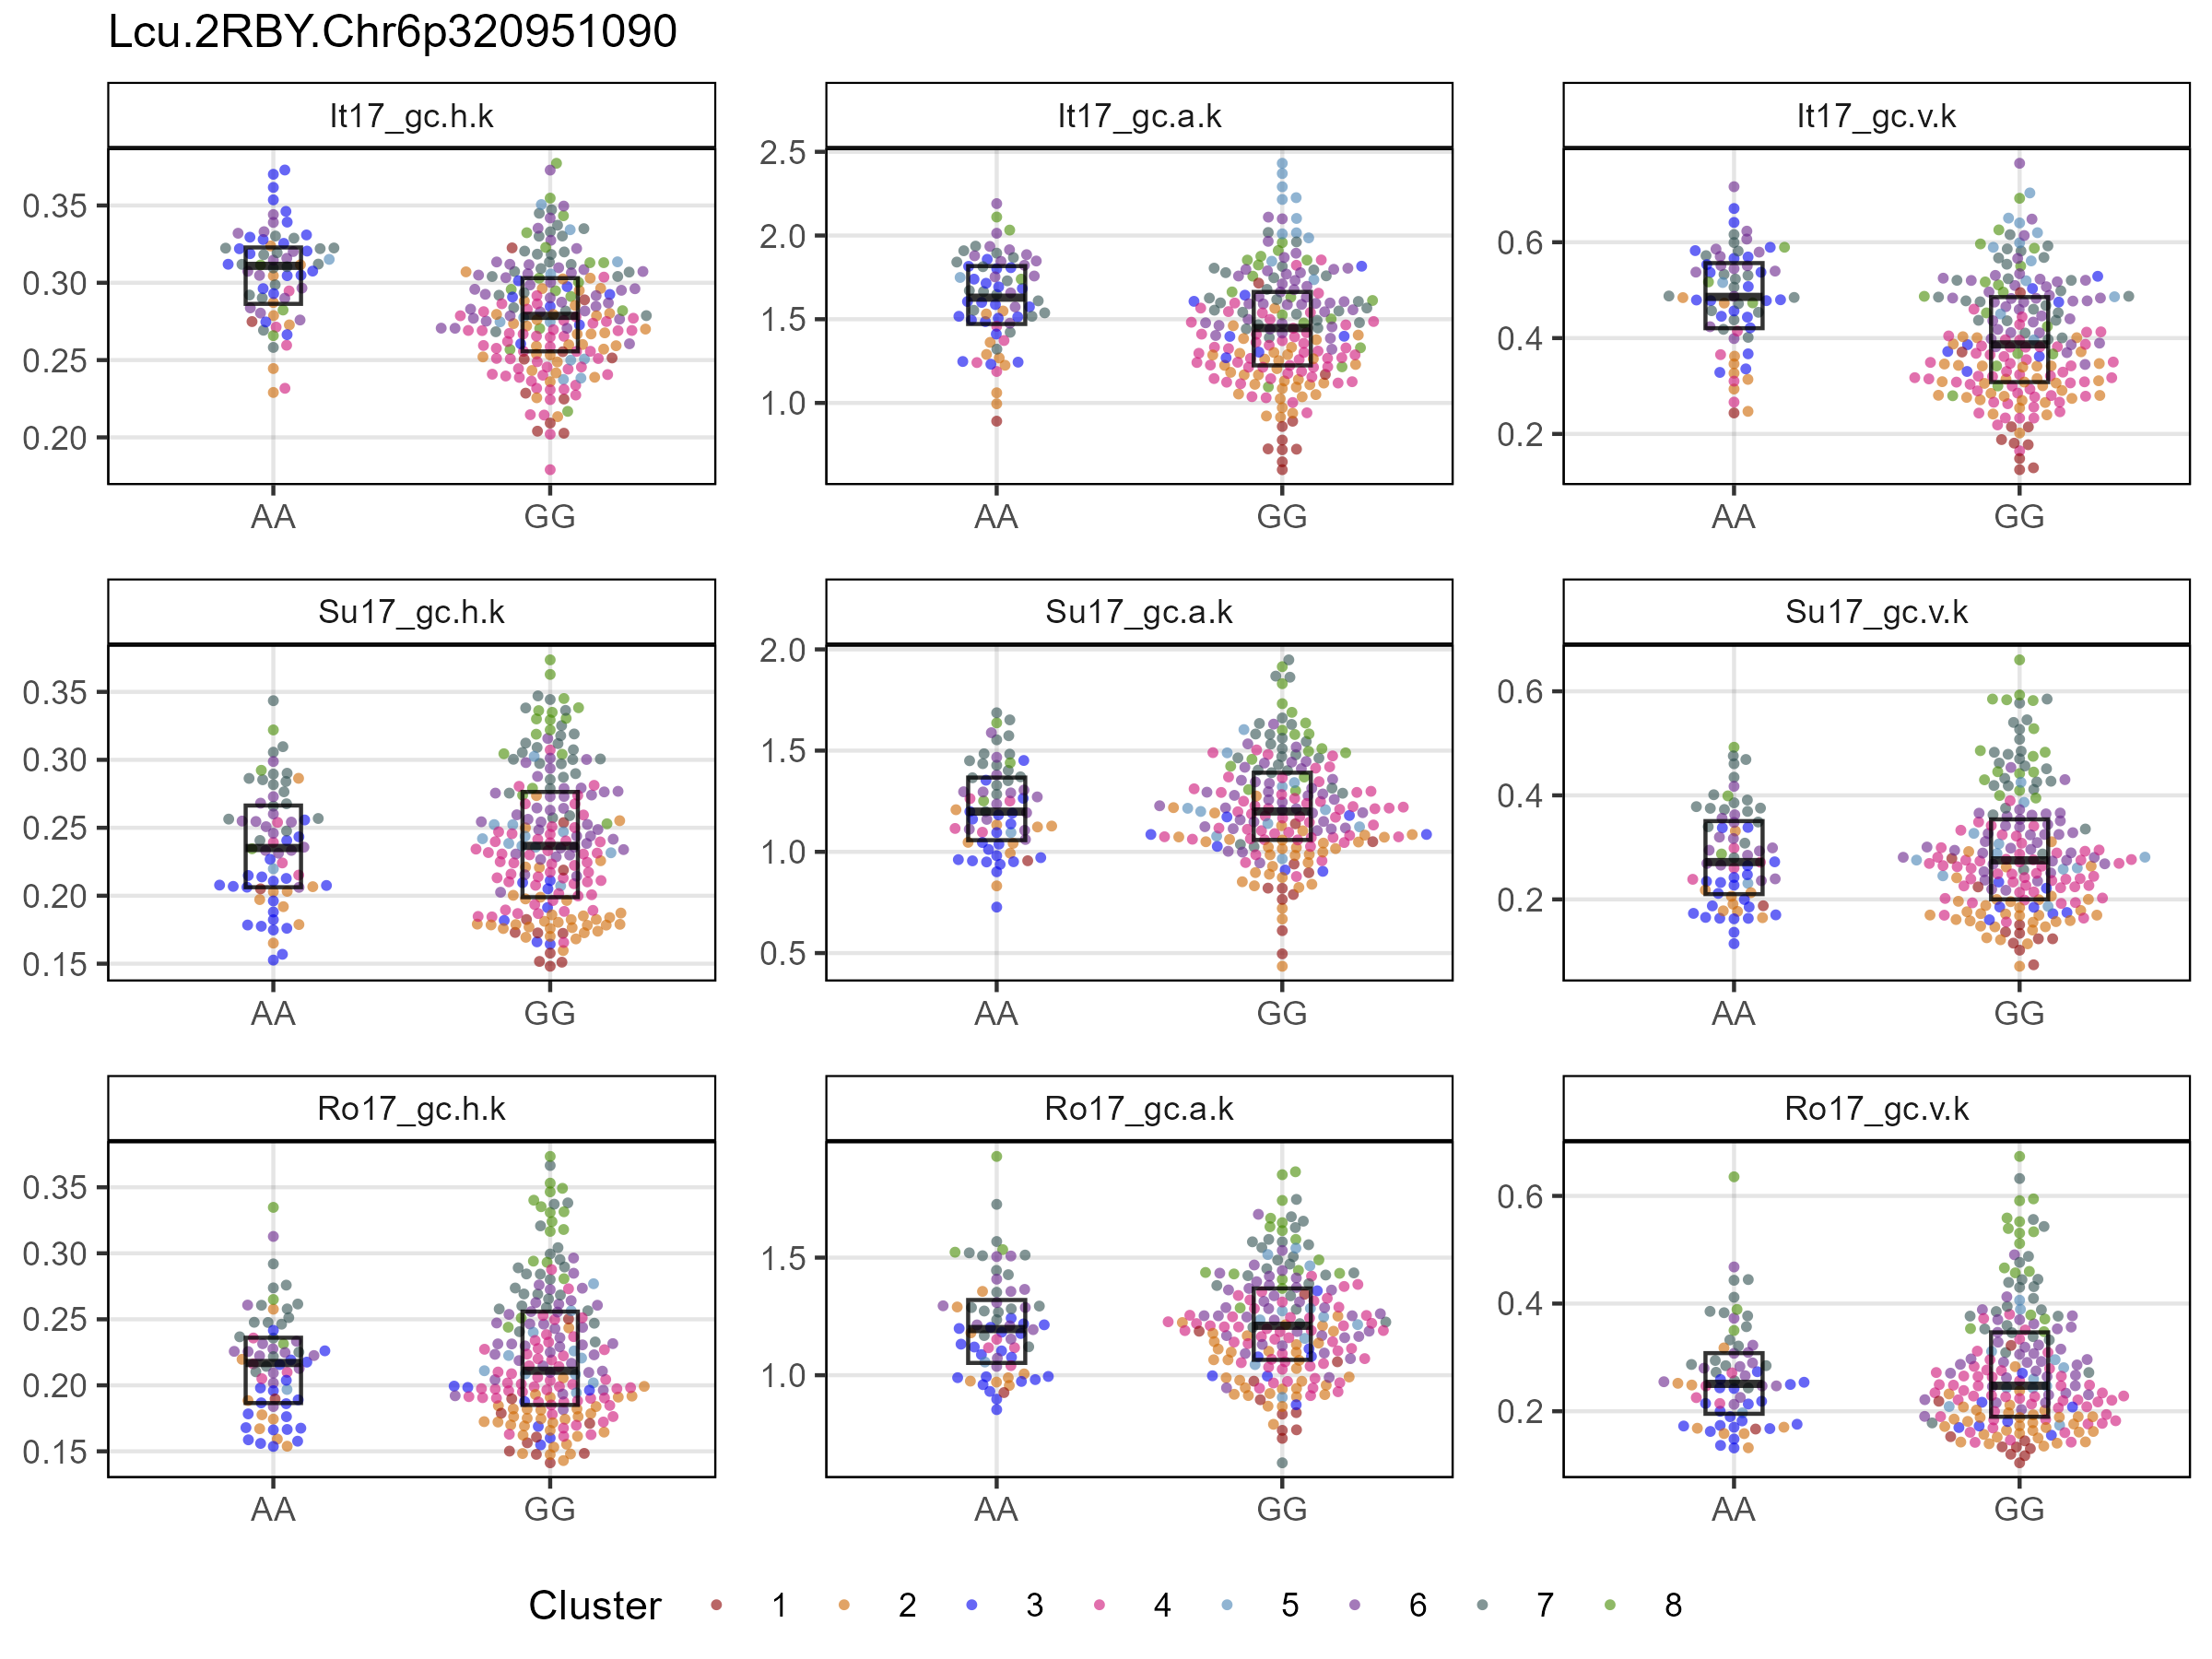 Lcu.2RBY.Chr6p320951090
It17_gc.h.k
It17_gc.a.k
It17_gc.v.k
0.35
0.30
0.25
0.20
AA
GG
2.5
2.0
1.5
1.0
AA
GG
0.6
0.4
0.2
AA
GG
Su17_gc.h.k
Su17_gc.a.k
Su17_gc.v.k
0.35
0.30
0.25
0.20
0.15
AA
GG
2.0
1.5
1.0
0.5
AA
GG
0.6
0.4
0.2
AA
GG
Ro17_gc.h.k
Ro17_gc.a.k
Ro17_gc.v.k
0.35
0.30
0.25
0.20
0.15
AA
GG
1.5
1.0
AA
GG
0.6
0.4
0.2
AA
GG
Cluster 1 2 3 4 5 6 7 8